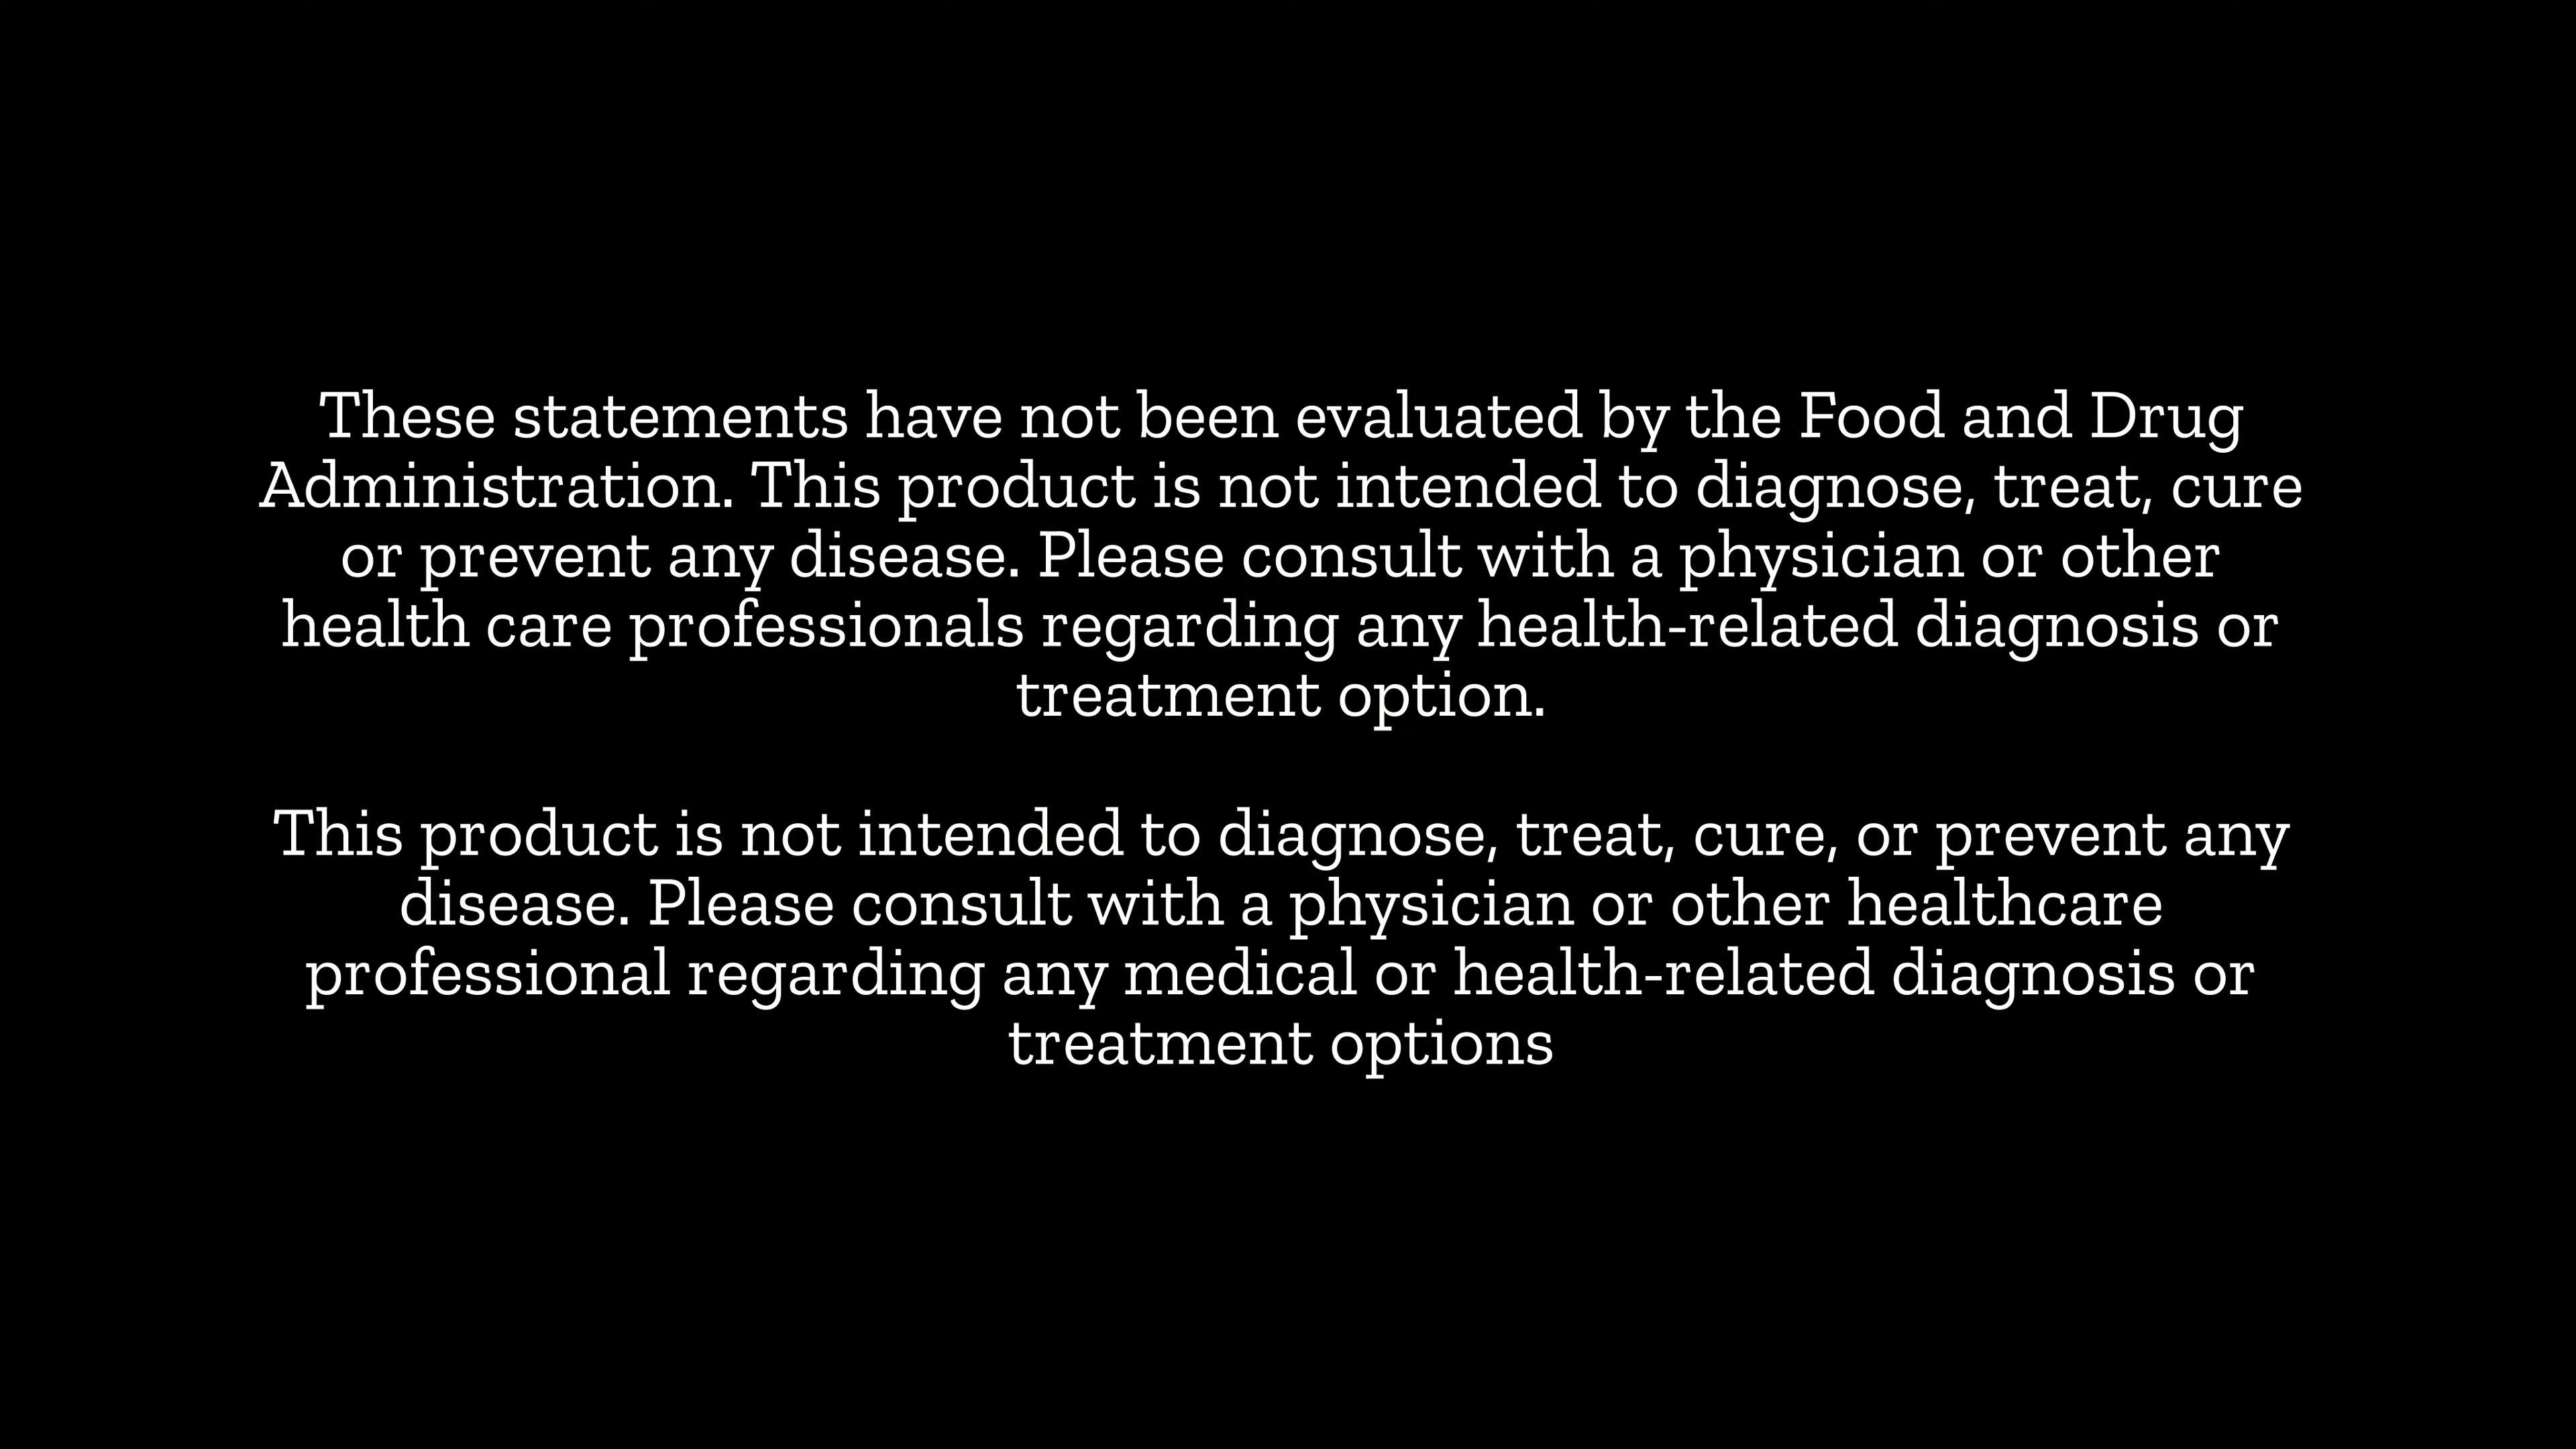 These statements have not been evaluated by the Food and Drug
Administration. This product is not intended to diagnose, treat, cure
or prevent any disease. Please consult with a physician or other
health care professionals regarding any health-related diagnosis or
treatment option.
This product is not intended to diagnose, treat, cure, or prevent any
disease. Please consult with a physician or other healthcare
professional regarding any medical or health-related diagnosis or
treatment options